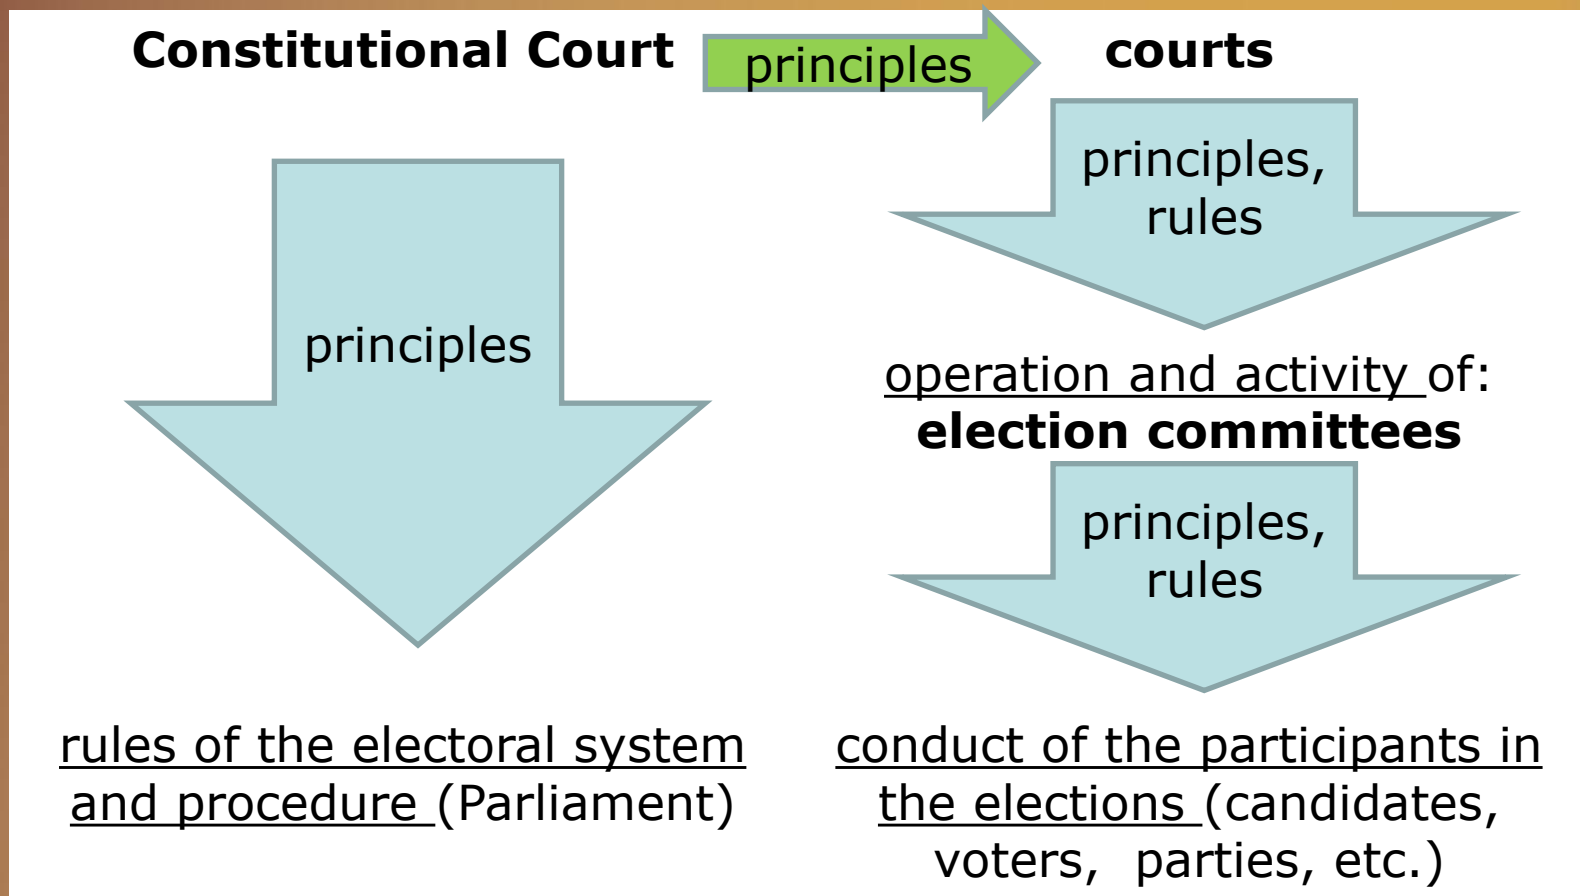 Constitutional Court
principles
courts
principles
rules of the electoral system
and procedure (Parliament)
principles,
rules
operation and activity of:
election committees
principles,
rules
conduct of the participants in
the elections (candidates,
voters, parties, etc.)